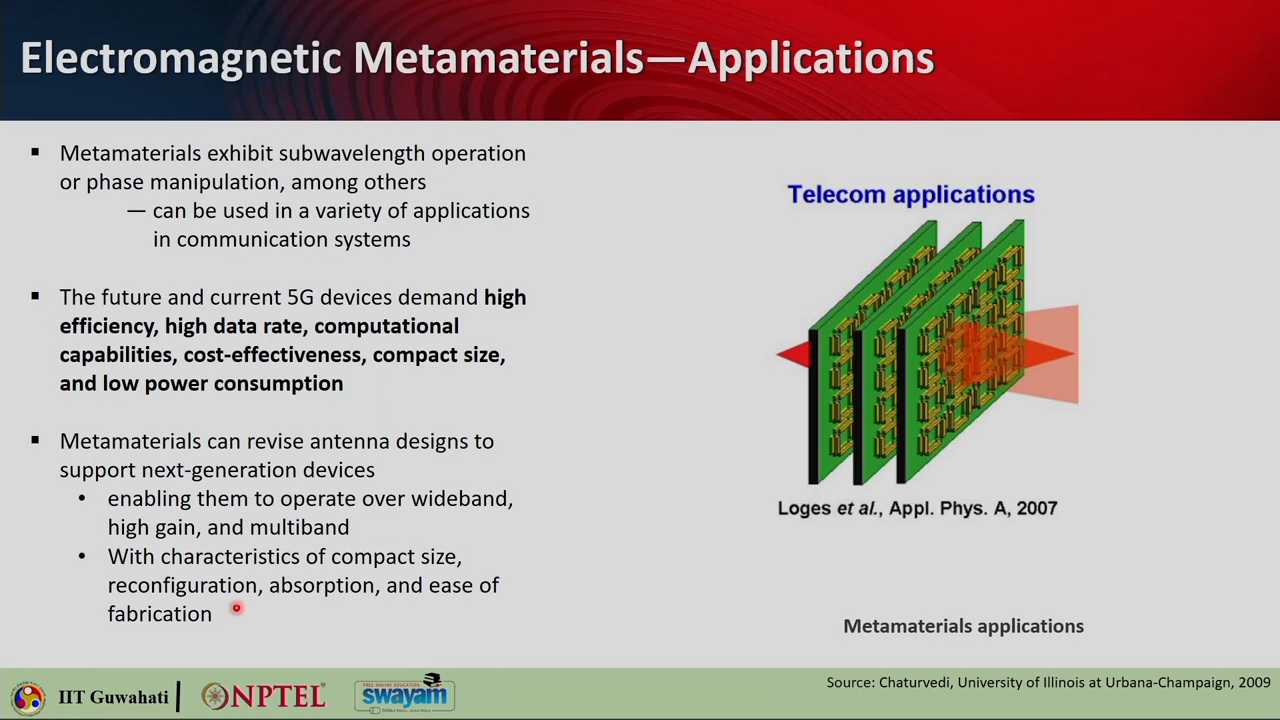 Electromagnetic Metamaterials—Applications
▪ Metamaterials exhibit subwavelength operation
or phase manipulation, among others
— can be used in a variety of applications
in communication systems
▪ The future and current 5G devices demand high
efficiency, high data rate, computational
capabilities, cost-effectiveness, compact size,
and low power consumption
▪ Metamaterials can revise antenna designs to
support next-generation devices
• enabling them to operate over wideband,
high gain, and multiband
• With characteristics of compact size,
reconfiguration, absorption, and ease of
fabrication
Telecom applications
Loges et al., Appl. Phys. A, 2007
Metamaterials applications
IIT Guwahati
NPTEL
FREE ONLINE EDUCATION
swayam
Source: Chaturvedi, University of Illinois at Urbana-Champaign, 2009